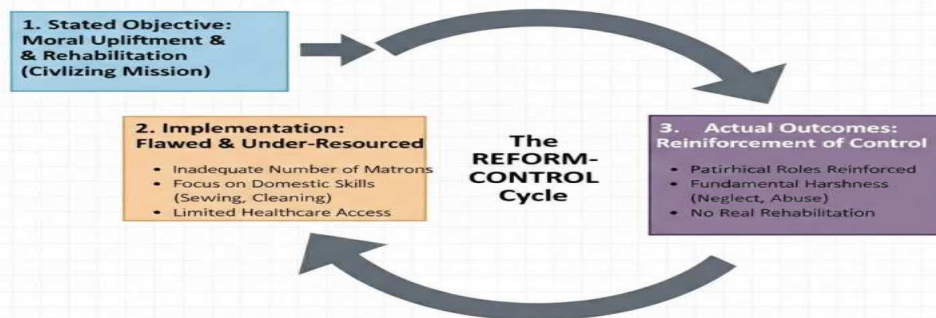 1. Stated Objective:
Moral Upliftment &
& Rehabilitation
(Civlizing Mission)
2. Implementation:
Flawed & Under-Resourced
• Inadequate Number of Matrons
• Focus on Domestic Skills
(Sewing, Cleaning)
• Limited Healthcare Access
The
REFORM-
CONTROL
Cycle
3. Actual Outcomes:
Reiniforcement of Control
• Patirhical Roles Reinforced
• Fundamental Harshness
(Neglect, Abuse)
• No Real Rehabilitation